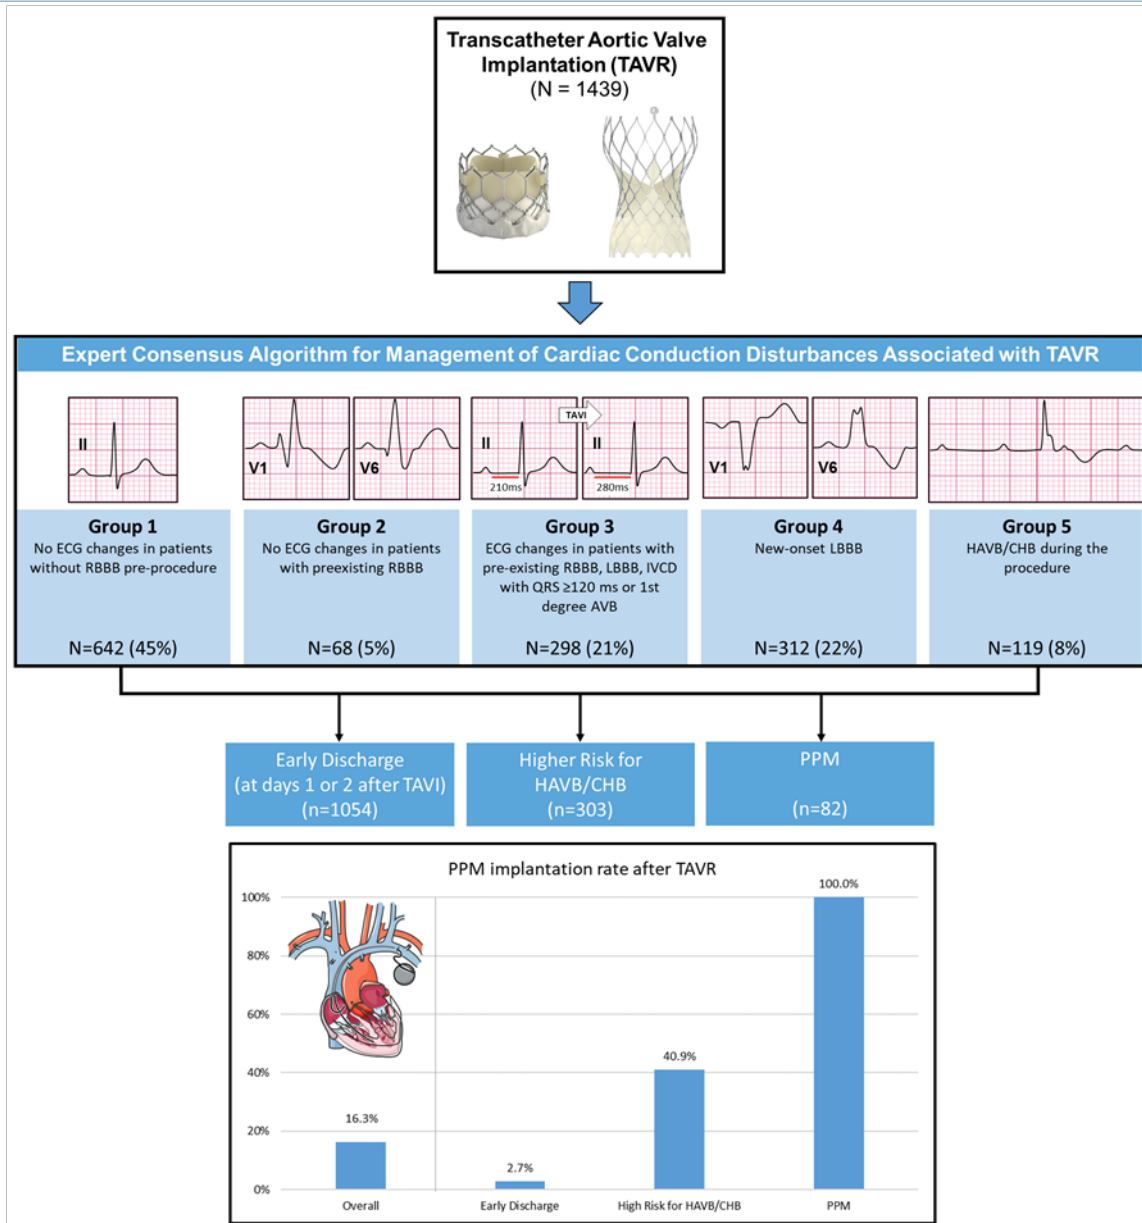 Transcatheter Aortic Valve
Implantation (TAVR)
(N = 1439)
Expert Consensus Algorithm for Management of Cardiac Conduction Disturbances Associated with TAVR
II
V1
V6
II
210ms
TAVI
II
280ms
V1
V6
Group 1
No ECG changes in patients
without RBBB pre-procedure
N=642 (45%)
Group 2
No ECG changes in patients
with preexisting RBBB
N=68 (5%)
Group 3
ECG changes in patients with
pre-existing RBBB, LBBB, IVCD
with QRS ≥120 ms or 1st
degree AVB
N=298 (21%)
Group 4
New-onset LBBB
N=312 (22%)
Group 5
HAVB/CHB during the
procedure
N=119 (8%)
Early Discharge
(at days 1 or 2 after TAVI)
(n=1054)
Higher Risk for
HAVB/CHB
(n=303)
PPM
(n=82)
PPM implantation rate after TAVR
100%
80%
60%
40%
20%
0%
16.3%
2.7%
40.9%
100.0%
Overall
Early Discharge
High Risk for HAVB/CHB
PPM